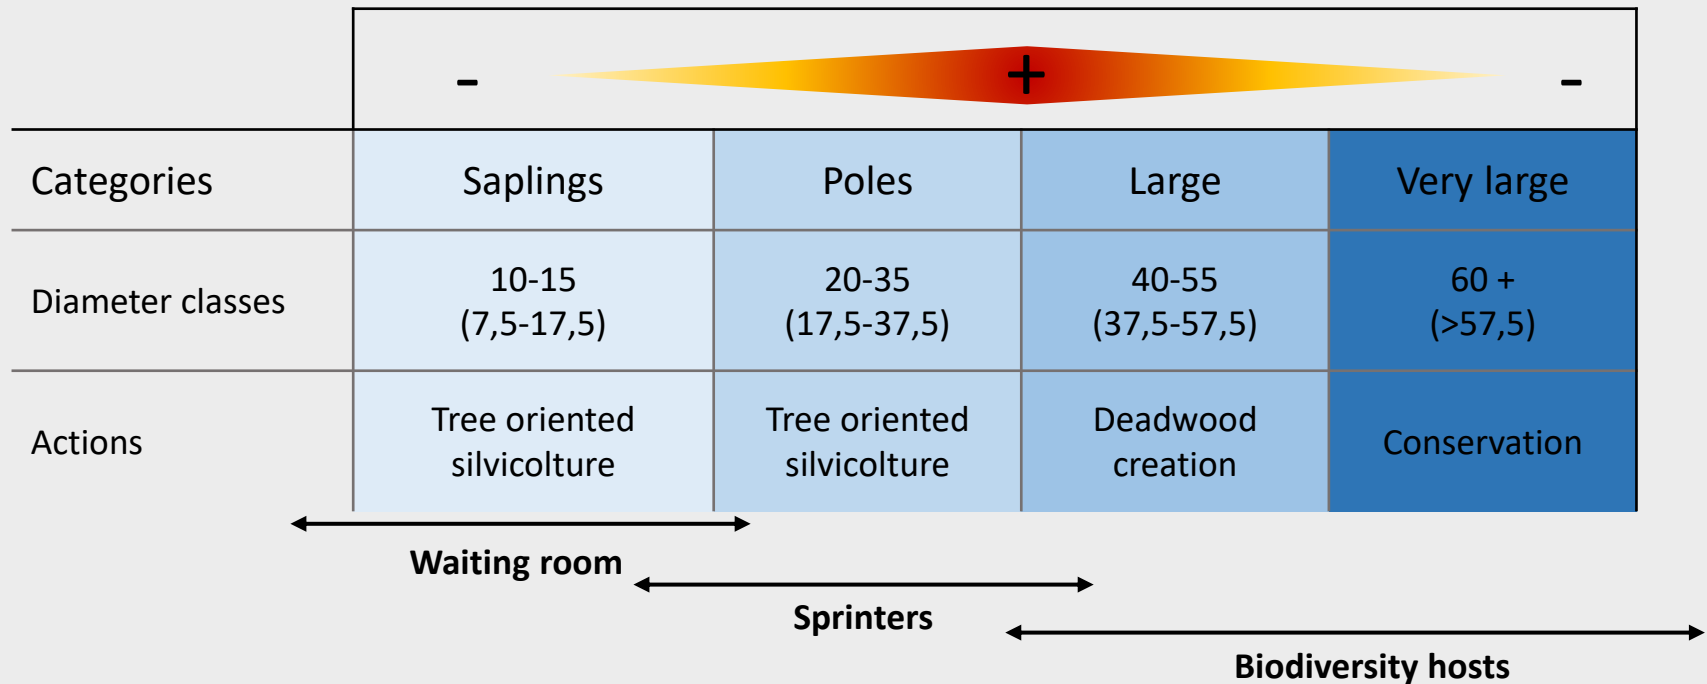 - + -
Categories Saplings Poles Large Very large
Diameter classes 10-15 20-35 40-55 60 +
(7,5-17,5) (17,5-37,5) (37,5-57,5) (>57,5)
Actions Tree oriented Tree oriented Deadwood Conservation
silvicolture silvicolture creation
Waiting room
Sprinters
Biodiversity hosts